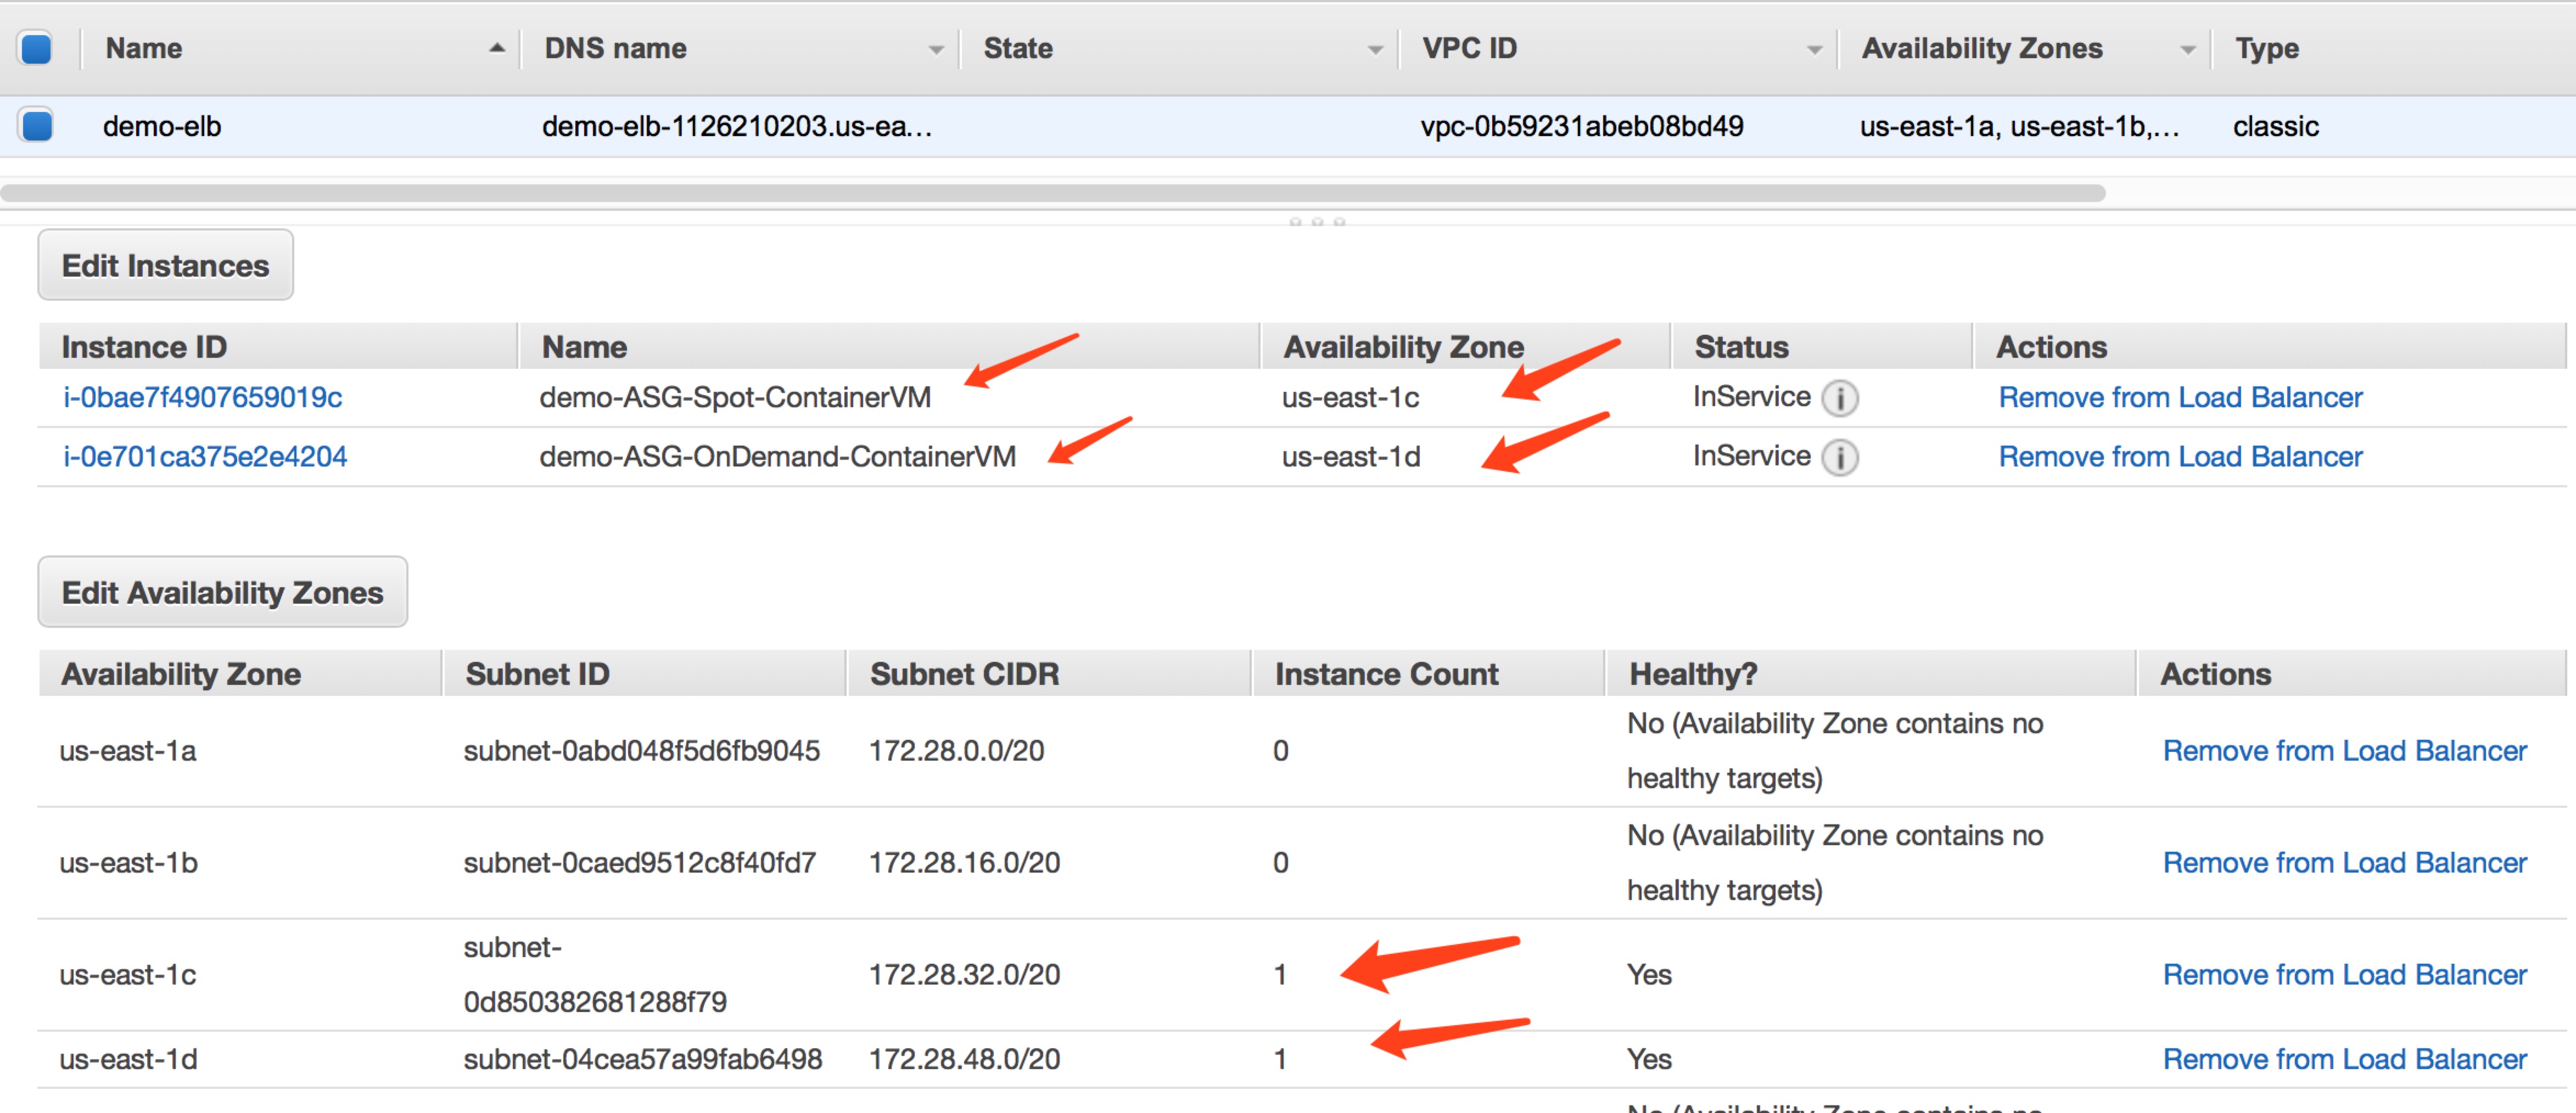 Name DNS name State VPC ID Availability Zones Type
demo-elb demo-elb-1126210203.us-ea... vpc-0b59231abeb08bd49 us-east-1a, us-east-1b,... classic
Edit Instances
Instance ID Name Availability Zone Status Actions
i-0bae7f4907659019c demo-ASG-Spot-ContainerVM us-east-1c InService Remove from Load Balancer
i-0e701ca375e2e4204 demo-ASG-OnDemand-ContainerVM us-east-1d InService Remove from Load Balancer
Edit Availability Zones
Availability Zone Subnet ID Subnet CIDR Instance Count Healthy? Actions
us-east-1a subnet-0abd048f5d6fb9045 172.28.0.0/20 0 No (Availability Zone contains no
healthy targets) Remove from Load Balancer
us-east-1b subnet-0caed9512c8f40fd7 172.28.16.0/20 0 No (Availability Zone contains no
healthy targets) Remove from Load Balancer
us-east-1c subnet-
0d850382681288f79 172.28.32.0/20 1 Yes Remove from Load Balancer
us-east-1d subnet-04cea57a99fab6498 172.28.48.0/20 1 Yes Remove from Load Balancer
No (Availability Zone contains no